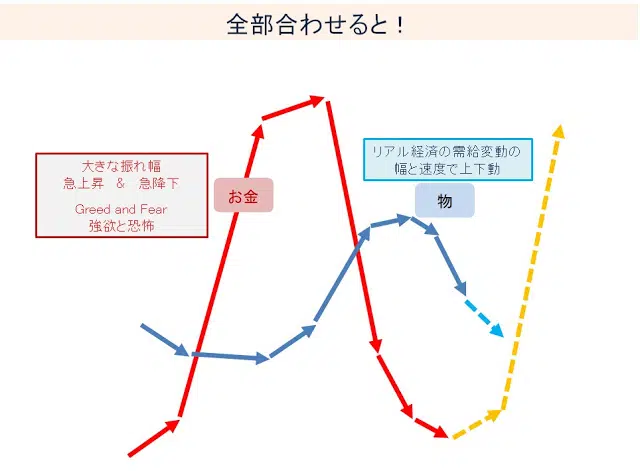 全部合わせると！
大きな振れ幅
急上昇　＆　急降下
Greed and Fear
強欲と恐怖
お金
リアル経済の需給変動の
幅と速度で上下動
物